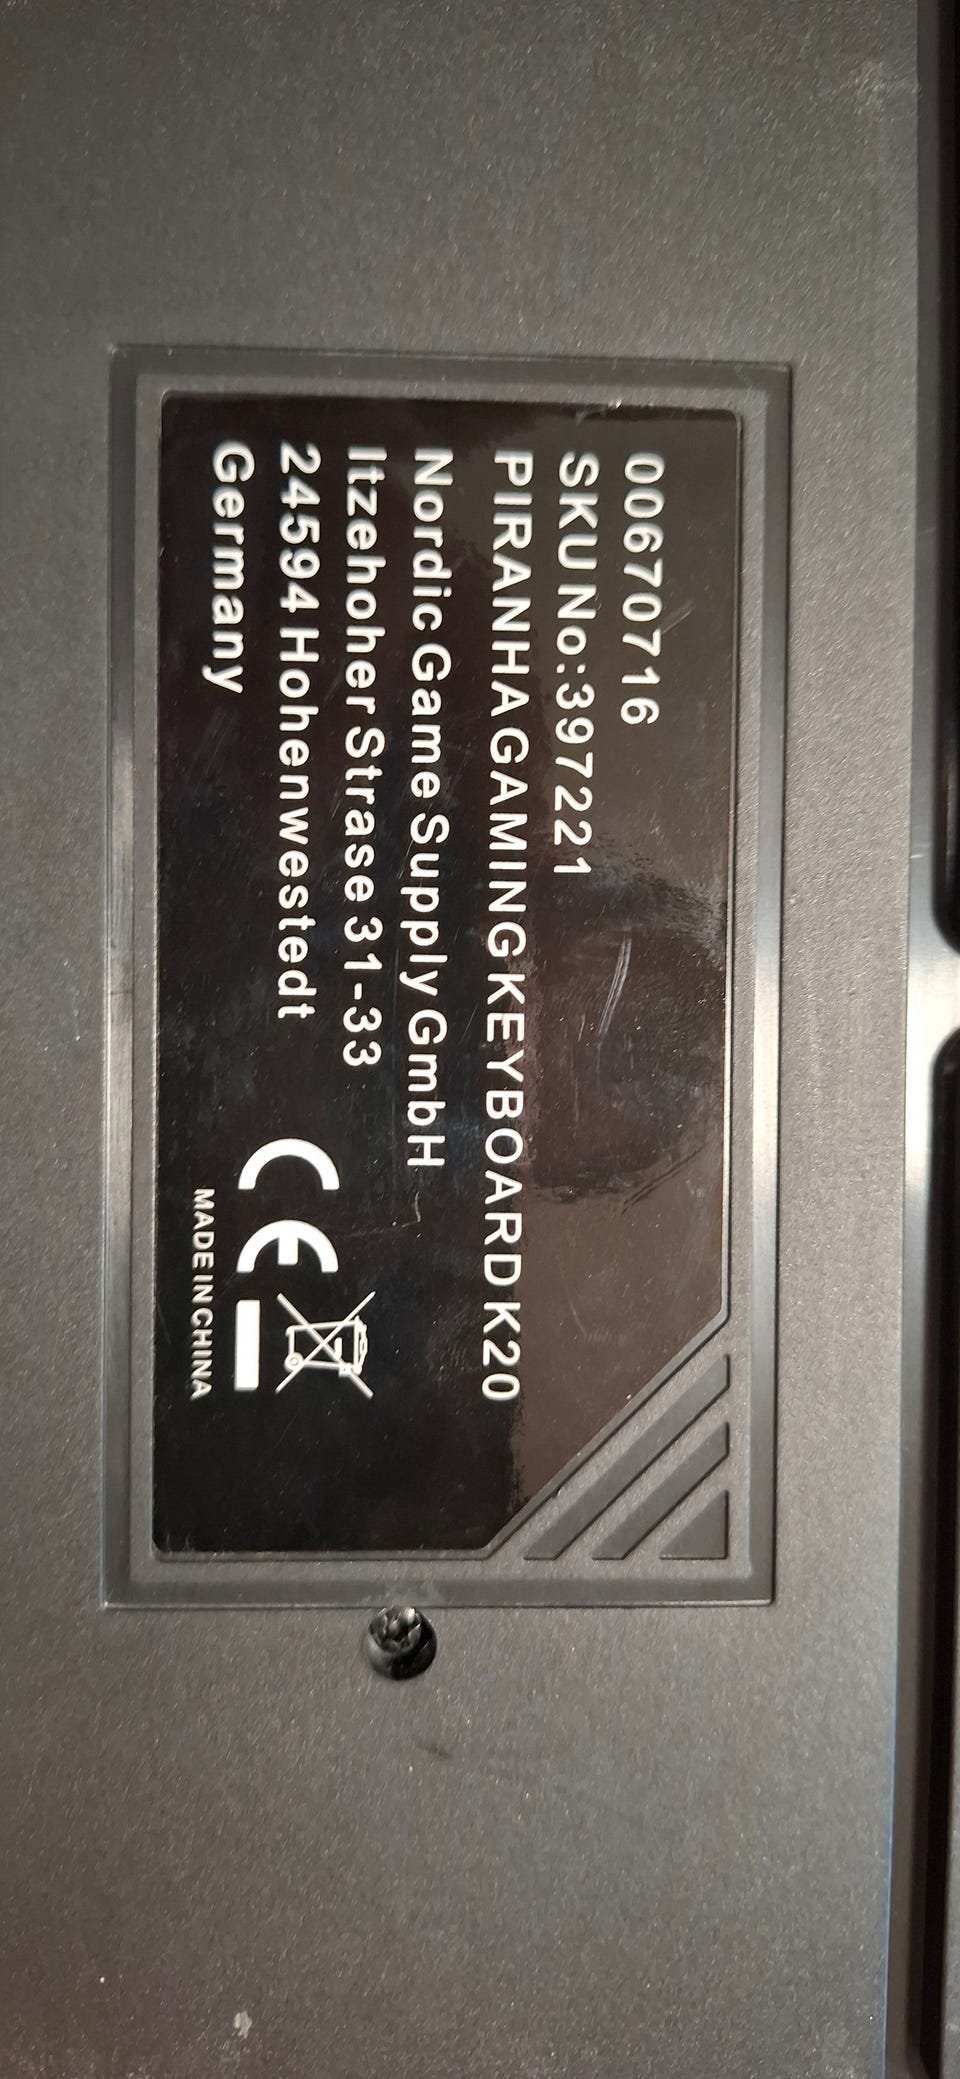 00670716
SKU No:397221
PIRANHA GAMING KEYBOARD K20
Nordic Game Supply GmbH
Itzehoher Strase 31-33
24594 Hohenwestedt
Germany
CE
MADE IN CHINA